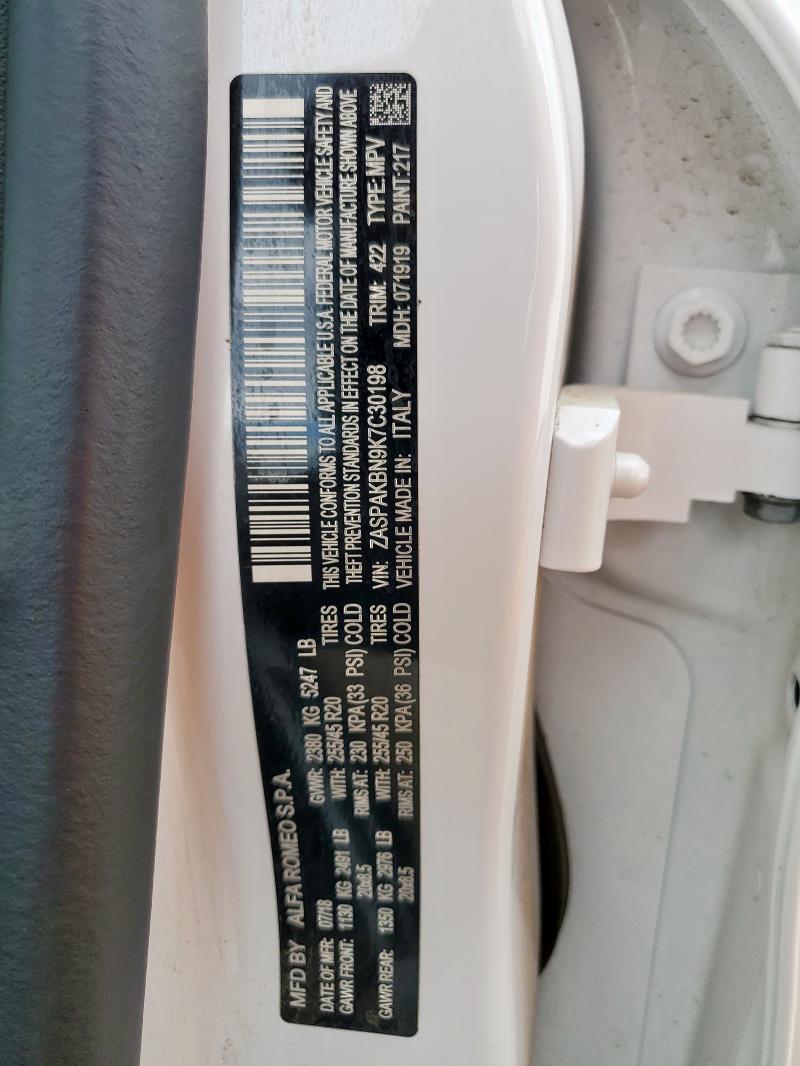 MFD BY ALFA ROMEO S.P.A.
DATE OF MFR: 07/18 GVWR: 2380 KG 5247 LB
GAWR FRONT: 1130 KG 2491 LB WITH: 255/45 R20 TIRES
20x8.5 RIMS AT: 230 KPA (33 PSI) COLD
GAWR REAR: 1350 KG 2976 LB WITH: 255/45 R20 TIRES
20x8.5 RIMS AT: 250 KPA (36 PSI) COLD
THIS VEHICLE CONFORMS TO ALL APPLICABLE U.S.A. FEDERAL MOTOR VEHICLE SAFETY AND
THEFT PREVENTION STANDARDS IN EFFECT ON THE DATE OF MANUFACTURE SHOWN ABOVE
VIN: ZASPAKBN9K7C30198 TRIM: 422 TYPE: MPV
VEHICLE MADE IN: ITALY MDH: 071919 PAINT: 217